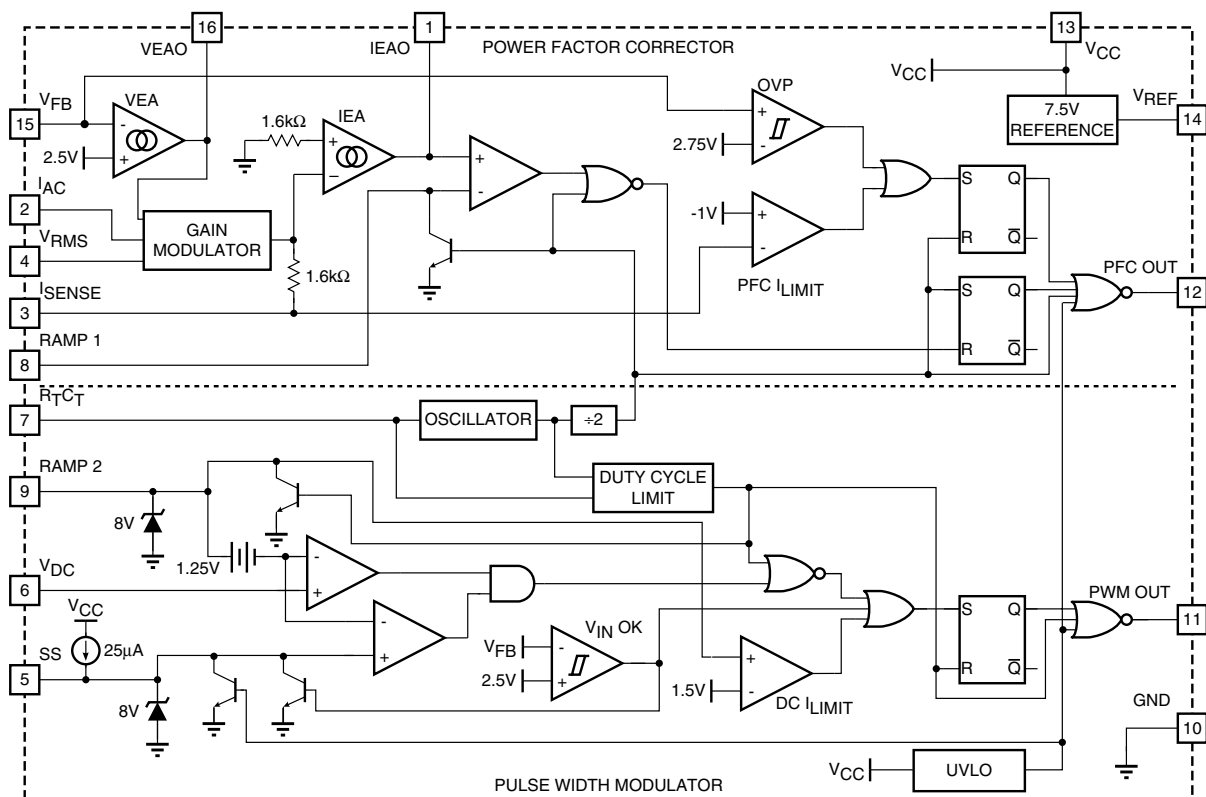 16
VEAO
1
IEAO
POWER FACTOR CORRECTOR
13
VCC
VCC
7.5V
REFERENCE
VREF
14
VFB
15
VEA
-
+
2.5V
1.6kΩ
IEA
+
−
+
-
OVP
+
-
2.75V
-1V
+
-
PFC ILIMIT
S
Q
R
Q
S
Q
R
Q
PFC OUT
12
IAC
2
VRMS
4
GAIN
MODULATOR
1.6kΩ
ISENSE
3
RAMP 1
8
RTCT
7
OSCILLATOR
÷2
DUTY CYCLE
LIMIT
RAMP 2
9
8V
1.25V
-
+
VDC
6
-
+
VCC
25µA
SS
5
8V
VIN OK
VFB
-
2.5V
+
+
1.5V
-
DC ILIMIT
S
Q
R
Q
PWM OUT
11
GND
10
VCC
UVLO
PULSE WIDTH MODULATOR